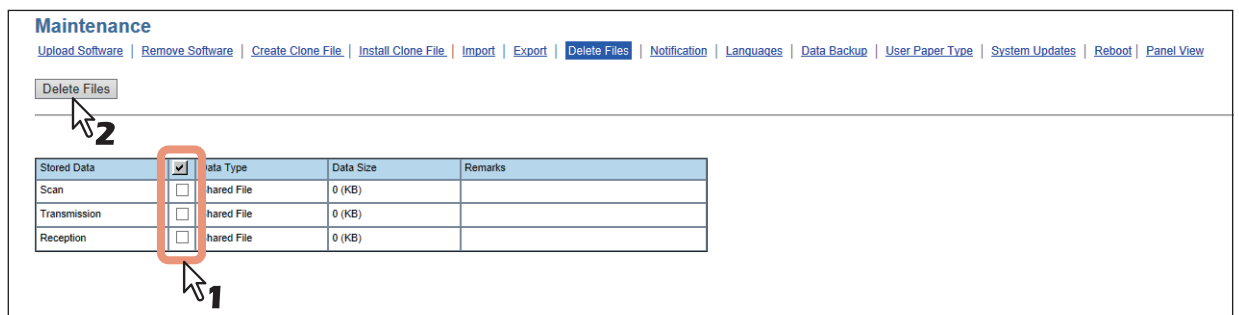 Maintenance
Upload Software | Remove Software | Create Clone File | Install Clone File | Import | Export | Delete Files | Notification | Languages | Data Backup | User Paper Type | System Updates | Reboot | Panel View
Delete Files
2
Stored Data ata Type Data Size Remarks
Scan hared File 0 (KB)
Transmission hared File 0 (KB)
Reception hared File 0 (KB)
1